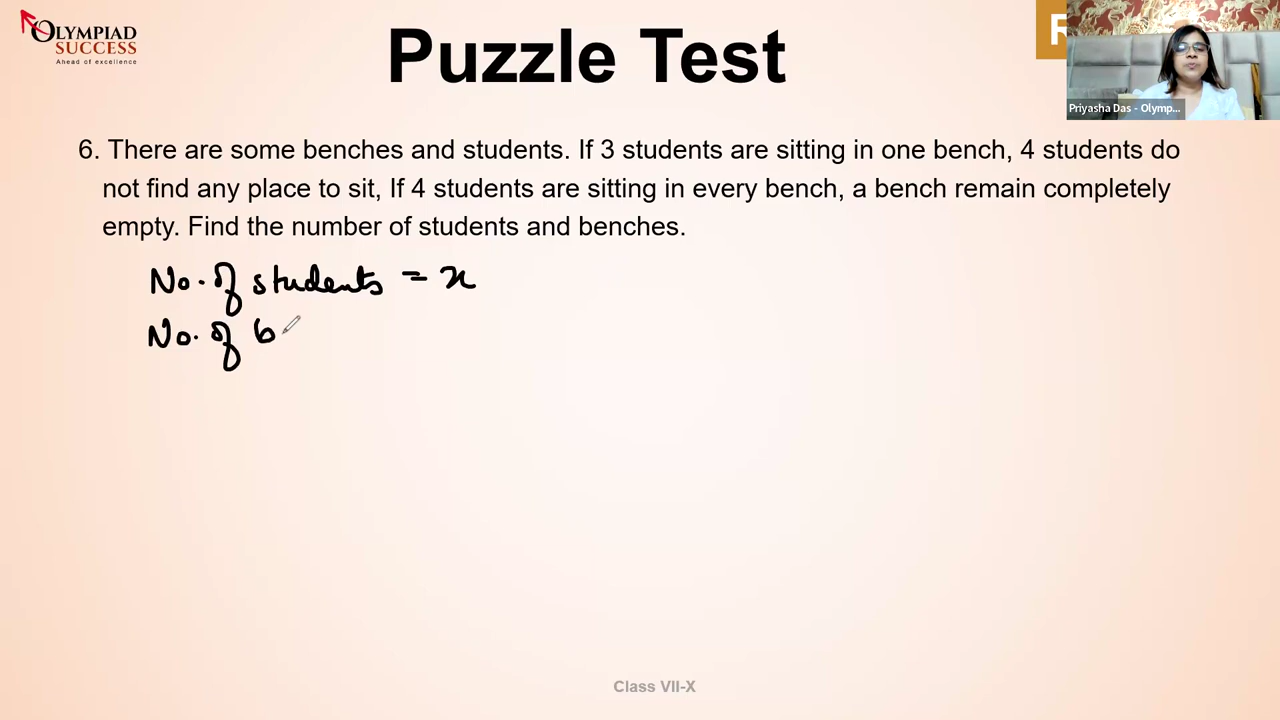 OLYMPIAD
SUCCESS
Ahead of excellence
Puzzle Test
Priyasha Das - Olymp...
6. There are some benches and students. If 3 students are sitting in one bench, 4 students do
not find any place to sit, If 4 students are sitting in every bench, a bench remain completely
empty. Find the number of students and benches.
No. of students = x
No. of b
Class VII-X